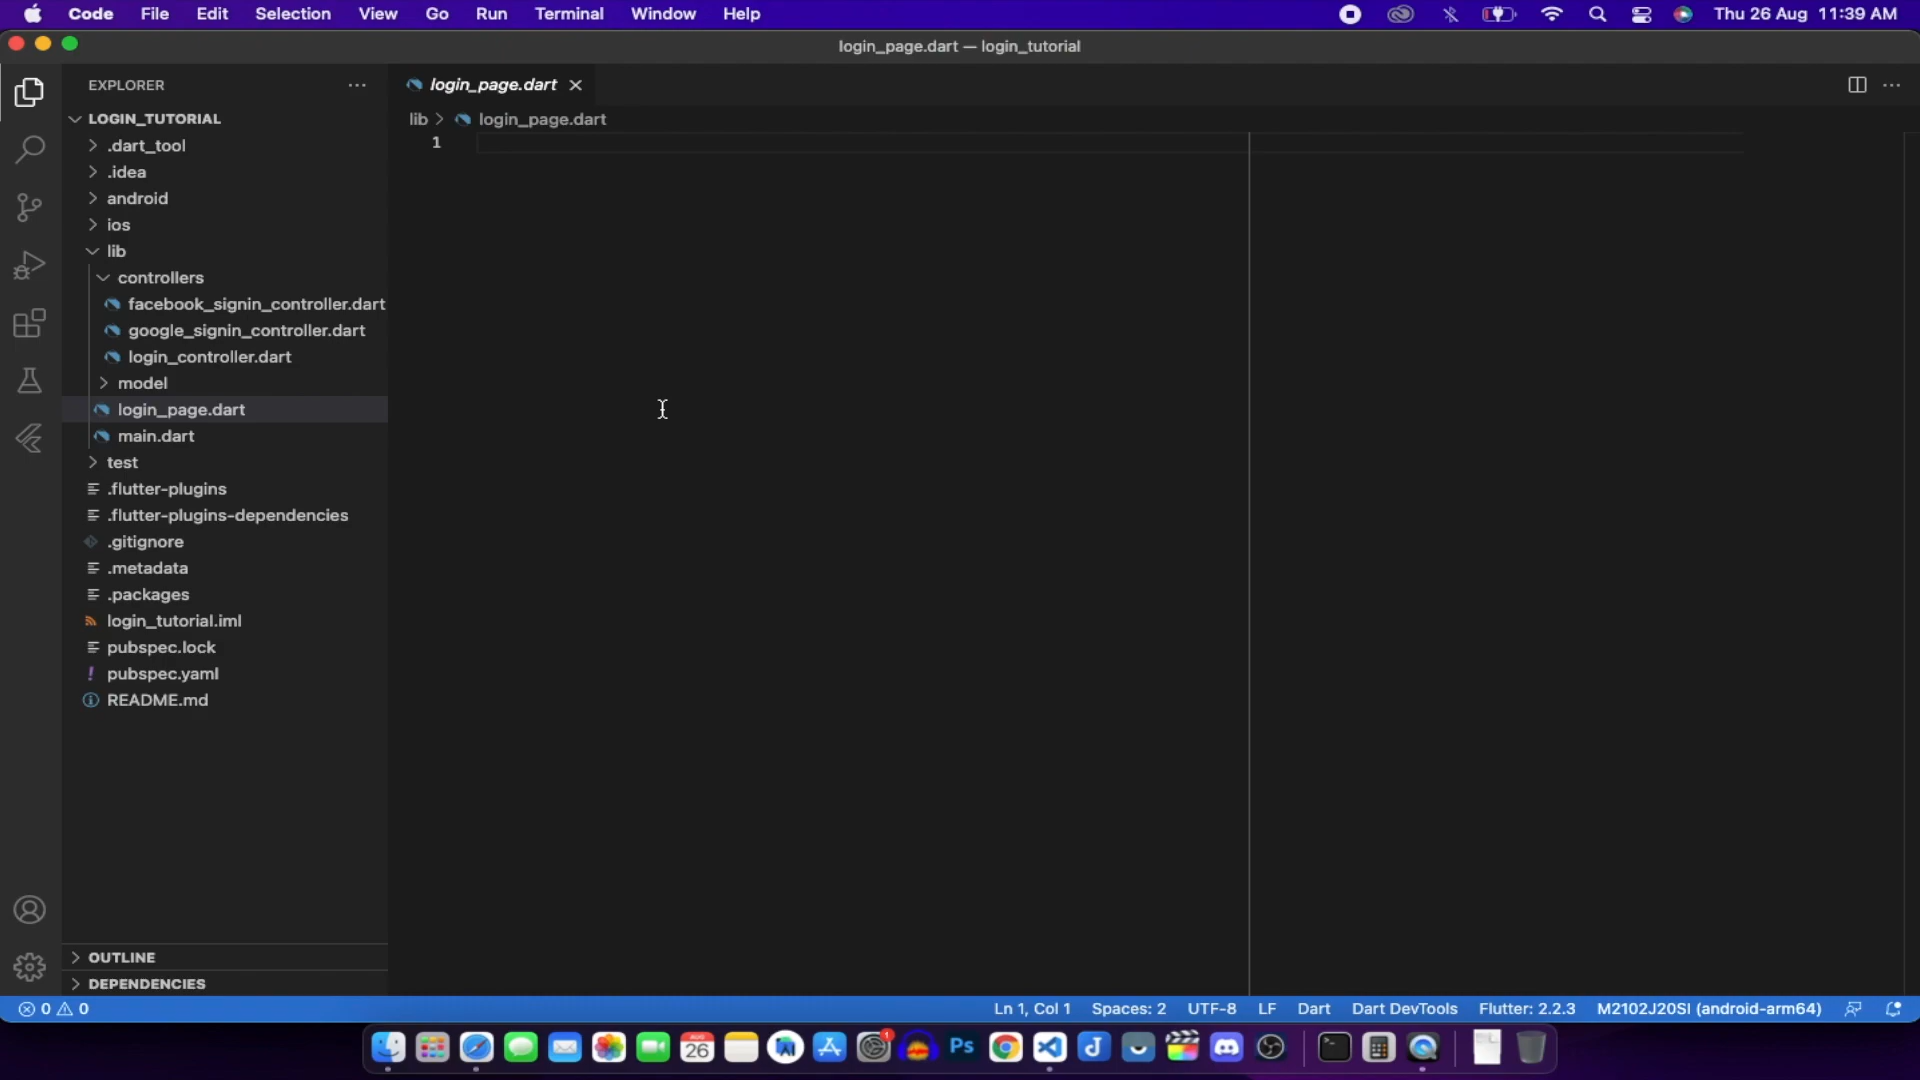 Code File Edit Selection View Go Run Terminal Window Help Thu 26 Aug 11:39 AM
login_page.dart — login_tutorial
EXPLORER
login_page.dart
LOGIN_TUTORIAL
lib > login_page.dart
1
.dart_tool
.idea
android
ios
lib
controllers
facebook_signin_controller.dart
google_signin_controller.dart
login_controller.dart
model
login_page.dart
main.dart
test
.flutter-plugins
.flutter-plugins-dependencies
.gitignore
.metadata
.packages
login_tutorial.iml
pubspec.lock
! pubspec.yaml
README.md
OUTLINE
DEPENDENCIES
0 0 Ln 1, Col 1 Spaces: 2 UTF-8 LF Dart Dart DevTools Flutter: 2.2.3 M2102J20SI (android-arm64)
26 1 Ps